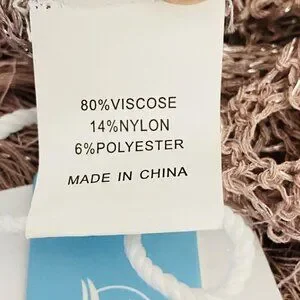 80%VISCOSE
14%NYLON
6%POLYESTER
MADE IN CHINA